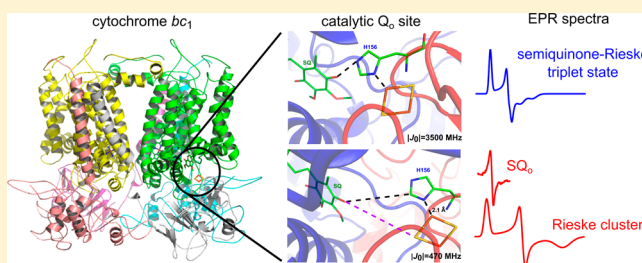 cytochrome bc1
catalytic Qo site
EPR spectra
SQ
H156
|J0|=3500 MHz
semiquinone-Rieske
triplet state
SQ
H156
2.1 Å
|J0|=470 MHz
SQo
Rieske cluster